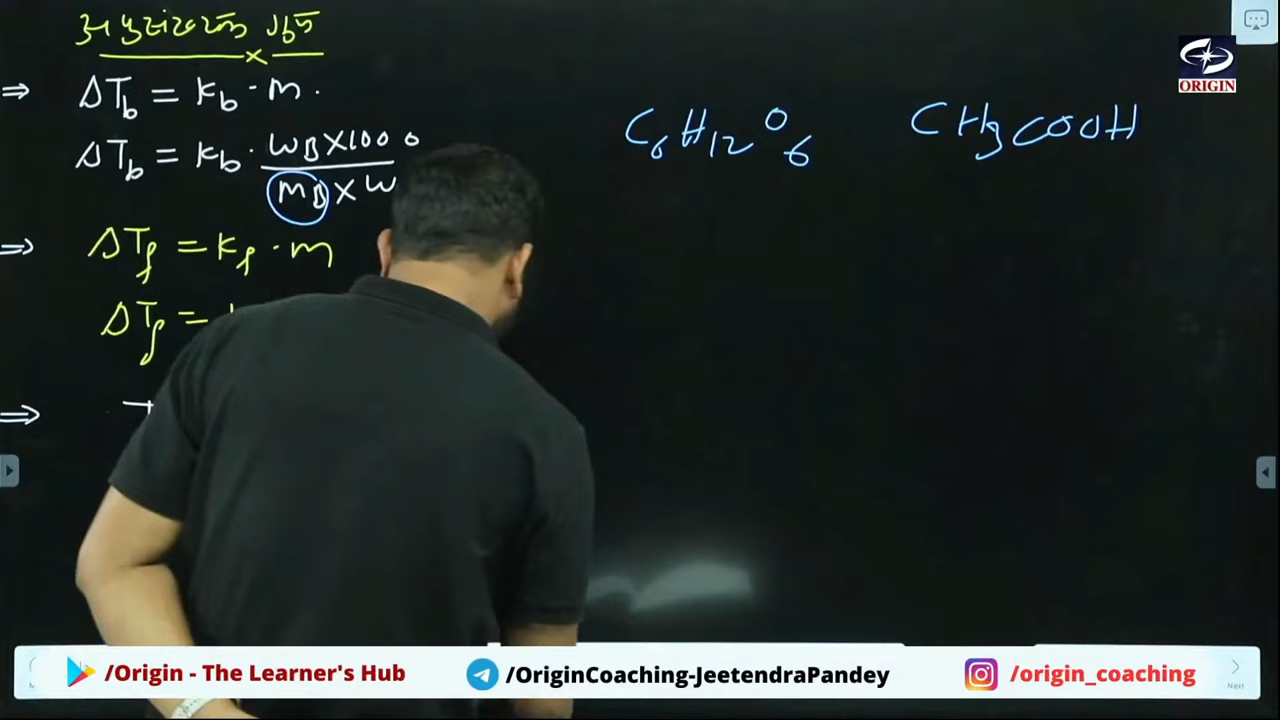 ⇒ ΔTb = Kb · m.
ΔTb = Kb · WB×1000 / MB × W
⇒ ΔTf = Kf · m
ΔTf =
⇒
C6H12O6 CH3COOH
ORIGIN
/Origin - The Learner's Hub
/OriginCoaching-JeetendraPandey
/origin_coaching
Next